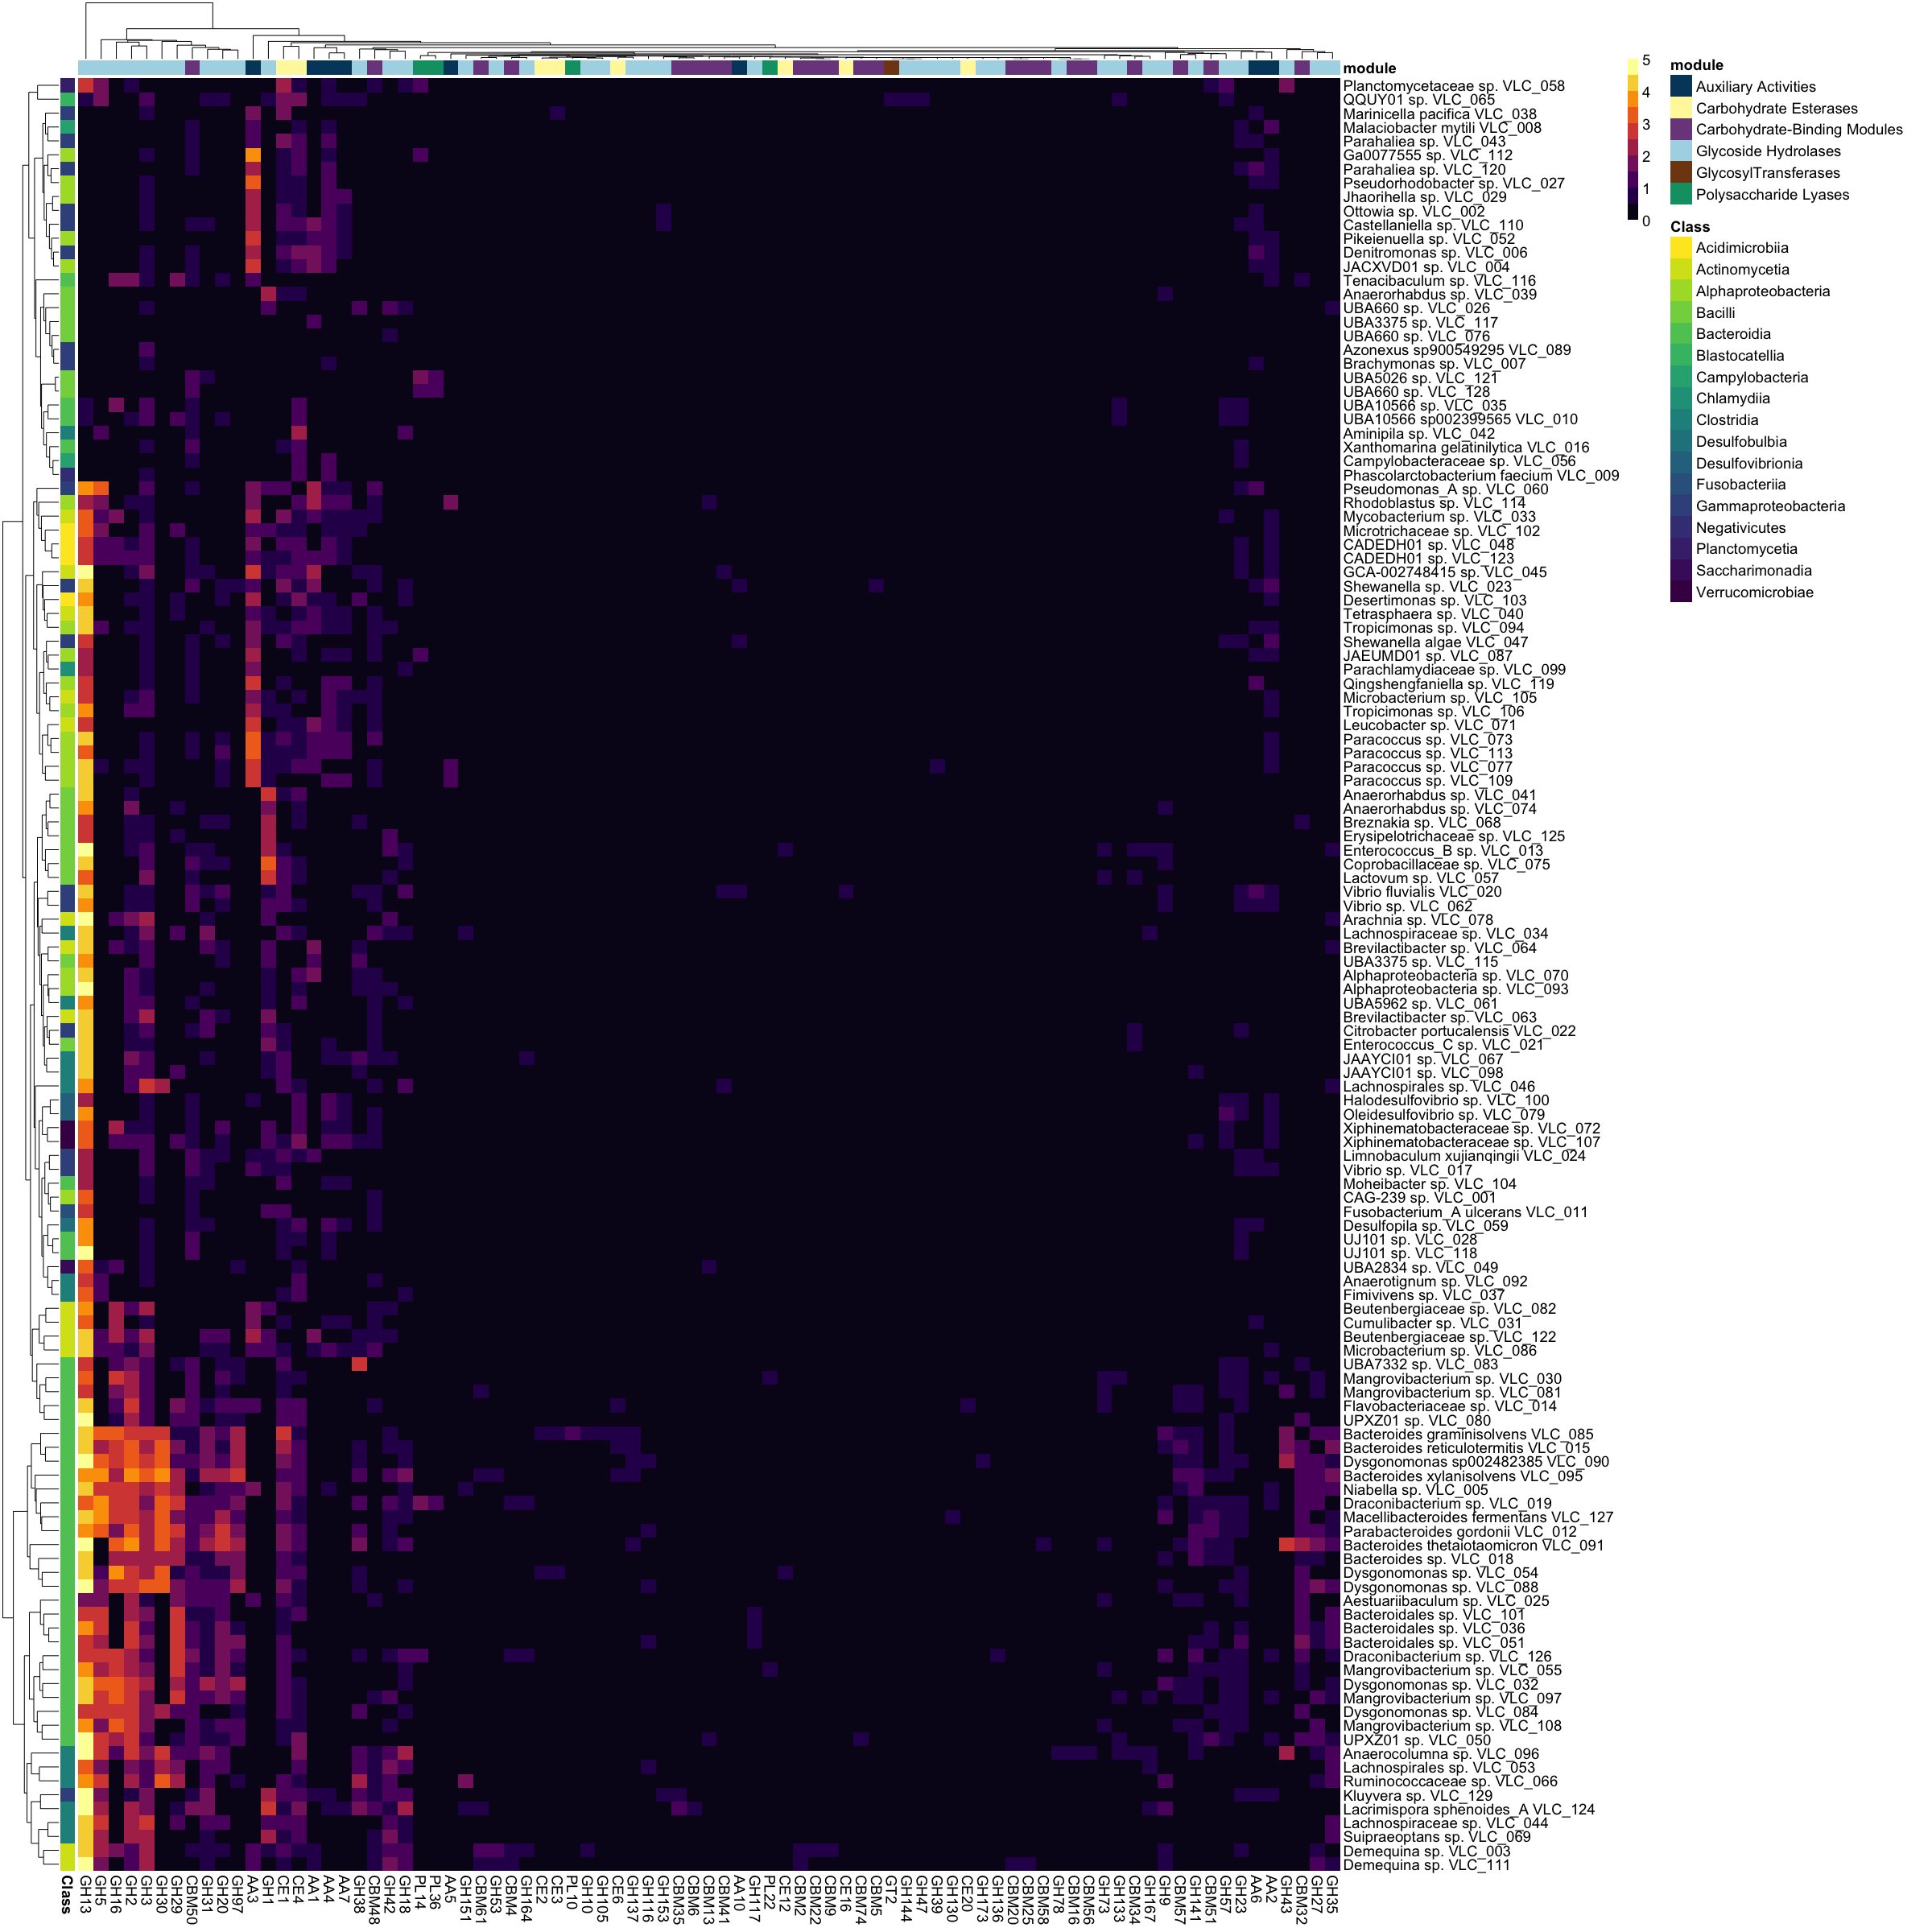 module
Planctomycetaceae sp. VLC_058
QQUY01 sp. VLC_065
Marinicella pacifica VLC_038
Malaciobacter mytili VLC_008
Parahaliea sp. VLC_043
Ga0077555 sp. VLC_112
Parahaliea sp. VLC_120
Pseudorhodobacter sp. VLC_027
Jhaorihella sp. VLC_029
Ottowia sp. VLC_002
Castellaniella sp. VLC_110
Pikeienuella sp. VLC_052
Denitromonas sp. VLC_006
JACXVD01 sp. VLC_004
Tenacibaculum sp. VLC_116
Anaerorhabdus sp. VLC_039
UBA660 sp. VLC_026
UBA3375 sp. VLC_117
UBA660 sp. VLC_076
Azonexus sp900549295 VLC_089
Brachymonas sp. VLC_007
UBA5026 sp. VLC_121
UBA660 sp. VLC_128
UBA10566 sp. VLC_035
UBA10566 sp002399565 VLC_010
Aminipila sp. VLC_042
Xanthomarina gelatinilytica VLC_016
Campylobacteraceae sp. VLC_056
Phascolarctobacterium faecium VLC_009
Pseudomonas_A sp. VLC_060
Rhodoblastus sp. VLC_114
Mycobacterium sp. VLC_033
Microtrichaceae sp. VLC_102
CADEDH01 sp. VLC_048
CADEDH01 sp. VLC_123
GCA-002748415 sp. VLC_045
Shewanella sp. VLC_023
Desertimonas sp. VLC_103
Tetrasphaera sp. VLC_040
Tropicimonas sp. VLC_094
Shewanella algae VLC_047
JAEUMD01 sp. VLC_087
Parachlamydiaceae sp. VLC_099
Qingshengfaniella sp. VLC_119
Microbacterium sp. VLC_105
Tropicimonas sp. VLC_106
Leucobacter sp. VLC_071
Paracoccus sp. VLC_073
Paracoccus sp. VLC_113
Paracoccus sp. VLC_077
Paracoccus sp. VLC_109
Anaerorhabdus sp. VLC_041
Anaerorhabdus sp. VLC_074
Breznakia sp. VLC_068
Erysipelotrichaceae sp. VLC_125
Enterococcus_B sp. VLC_013
Coprobacillaceae sp. VLC_075
Lactovum sp. VLC_057
Vibrio fluvialis VLC_020
Vibrio sp. VLC_062
Arachnia sp. VLC_078
Lachnospiraceae sp. VLC_034
Brevilactibacter sp. VLC_064
UBA3375 sp. VLC_115
Alphaproteobacteria sp. VLC_070
Alphaproteobacteria sp. VLC_093
UBA5962 sp. VLC_061
Brevilactibacter sp. VLC_063
Citrobacter portucalensis VLC_022
Enterococcus_C sp. VLC_021
JAAYCI01 sp. VLC_067
JAAYCI01 sp. VLC_098
Lachnospirales sp. VLC_046
Halodesulfovibrio sp. VLC_100
Oleidesulfovibrio sp. VLC_079
Xiphinematobacteraceae sp. VLC_072
Xiphinematobacteraceae sp. VLC_107
Limnobaculum xujianqingii VLC_024
Vibrio sp. VLC_017
Moheibacter sp. VLC_104
CAG-239 sp. VLC_001
Fusobacterium_A ulcerans VLC_011
Desulfopila sp. VLC_059
UJ101 sp. VLC_028
UJ101 sp. VLC_118
UBA2834 sp. VLC_049
Anaerotignum sp. VLC_092
Fimivivens sp. VLC_037
Beutenbergiaceae sp. VLC_082
Cumulibacter sp. VLC_031
Beutenbergiaceae sp. VLC_122
Microbacterium sp. VLC_086
UBA7332 sp. VLC_083
Mangrovibacterium sp. VLC_030
Mangrovibacterium sp. VLC_081
Flavobacteriaceae sp. VLC_014
UPXZ01 sp. VLC_080
Bacteroides graminisolvens VLC_085
Bacteroides reticulotermitis VLC_015
Dysgonomonas sp002482385 VLC_090
Bacteroides xylanisolvens VLC_095
Niabella sp. VLC_005
Draconibacterium sp. VLC_019
Macellibacteroides fermentans VLC_127
Parabacteroides gordonii VLC_012
Bacteroides thetaiotaomicron VLC_091
Bacteroides sp. VLC_018
Dysgonomonas sp. VLC_054
Dysgonomonas sp. VLC_088
Aestuariibaculum sp. VLC_025
Bacteroidales sp. VLC_101
Bacteroidales sp. VLC_036
Bacteroidales sp. VLC_051
Draconibacterium sp. VLC_126
Mangrovibacterium sp. VLC_055
Dysgonomonas sp. VLC_032
Mangrovibacterium sp. VLC_097
Dysgonomonas sp. VLC_084
Mangrovibacterium sp. VLC_108
UPXZ01 sp. VLC_050
Anaerocolumna sp. VLC_096
Lachnospirales sp. VLC_053
Ruminococcaceae sp. VLC_066
Kluyvera sp. VLC_129
Lacrimispora sphenoides_A VLC_124
Lachnospiraceae sp. VLC_044
Suipraeoptans sp. VLC_069
Demequina sp. VLC_003
Demequina sp. VLC_111
5
4
3
2
1
0
module
Auxiliary Activities
Carbohydrate Esterases
Carbohydrate-Binding Modules
Glycoside Hydrolases
GlycosylTransferases
Polysaccharide Lyases
Class
Acidimicrobiia
Actinomycetia
Alphaproteobacteria
Bacilli
Bacteroidia
Blastocatellia
Campylobacteria
Chlamydiia
Clostridia
Desulfobulbia
Desulfovibrionia
Fusobacteriia
Gammaproteobacteria
Negativicutes
Planctomycetia
Saccharimonadia
Verrucomicrobiae
Class
GH13
GH5
GH16
GH2
GH3
GH30
GH29
CBM50
GH31
GH20
GH97
AA3
GH1
CE1
CE4
AA1
AA4
AA7
GH38
CBM48
GH42
GH18
PL14
PL36
AA5
GH151
CBM61
GH53
CBM4
GH164
CE2
CE3
PL10
GH10
GH105
CE6
GH137
GH116
GH153
CBM35
CBM6
CBM13
CBM41
AA10
GH117
PL22
CE12
CBM2
CBM22
CBM9
CE16
CBM74
CBM5
GT2
GH144
GH47
GH39
GH130
CE20
GH173
GH136
CBM20
CBM25
CBM58
GH78
CBM16
CBM56
GH73
GH133
CBM34
GH167
GH9
CBM57
GH141
CBM51
GH57
GH23
AA6
AA2
GH43
CBM32
GH27
GH35